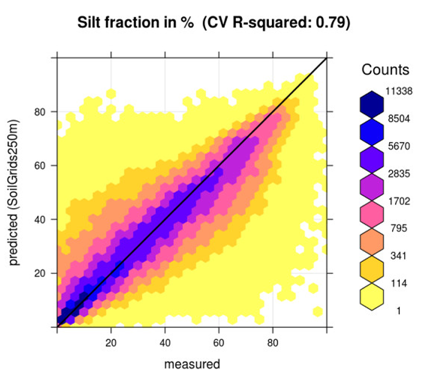 Silt fraction in % (CV R-squared: 0.79)
Counts
11338
8504
5670
2835
1702
795
341
114
1
predicted (SoilGrids250m)
80
60
40
20
20 40 60 80
measured